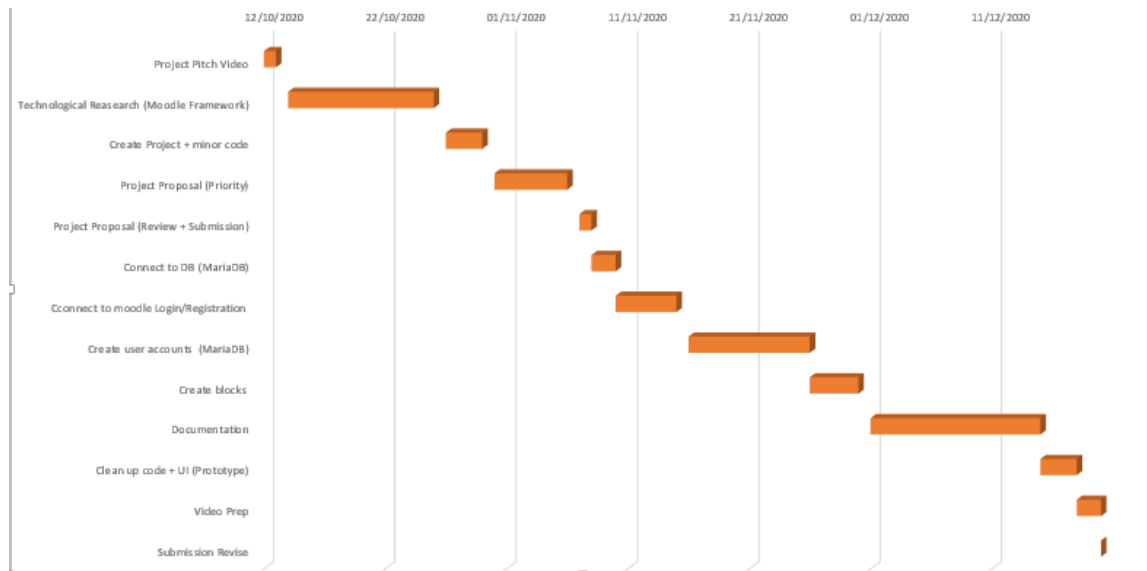 12/10/2020 22/10/2020 01/11/2020 11/11/2020 21/11/2020 01/12/2020 11/12/2020
Project Pitch Video
Technological Reasearch (Moodle Framework)
Create Project + minor code
Project Proposal (Priority)
Project Proposal (Review + Submission)
Connect to DB (MariaDB)
Cconnect to moodle Login/Registration
Create user accounts (MariaDB)
Create blocks
Documentation
Clean up code + UI (Prototype)
Video Prep
Submission Revise